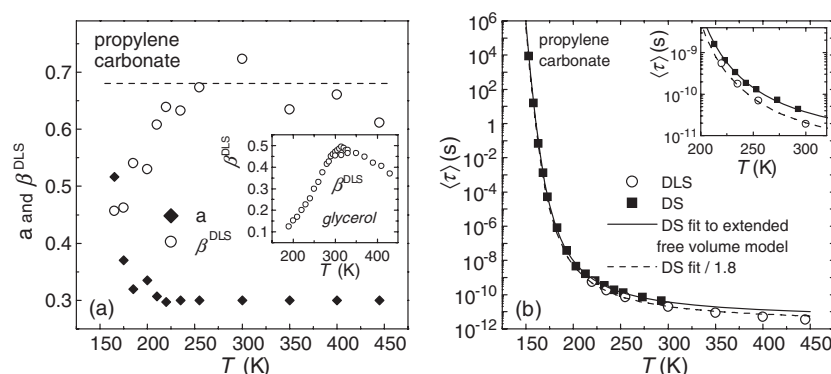 propylene
carbonate
0.7
0.6
0.5
0.4
0.3
a and β^DLS
a
β^DLS
0.5
0.4
0.3
0.2
0.1
β^DLS
β^DLS
glycerol
200 300 400
T (K)
(a)
150 200 250 300 350 400 450
T (K)
(b)
10^6
10^4
10^2
1
10^-2
10^-4
10^-6
10^-8
10^-10
10^-12
⟨τ⟩(s)
propylene
carbonate
10^-9
10^-10
10^-11
⟨τ⟩(s)
200 250 300
T (K)
DLS
DS
DS fit to extended
free volume model
DS fit / 1.8
(b)
150 200 250 300 350 400 450
T (K)